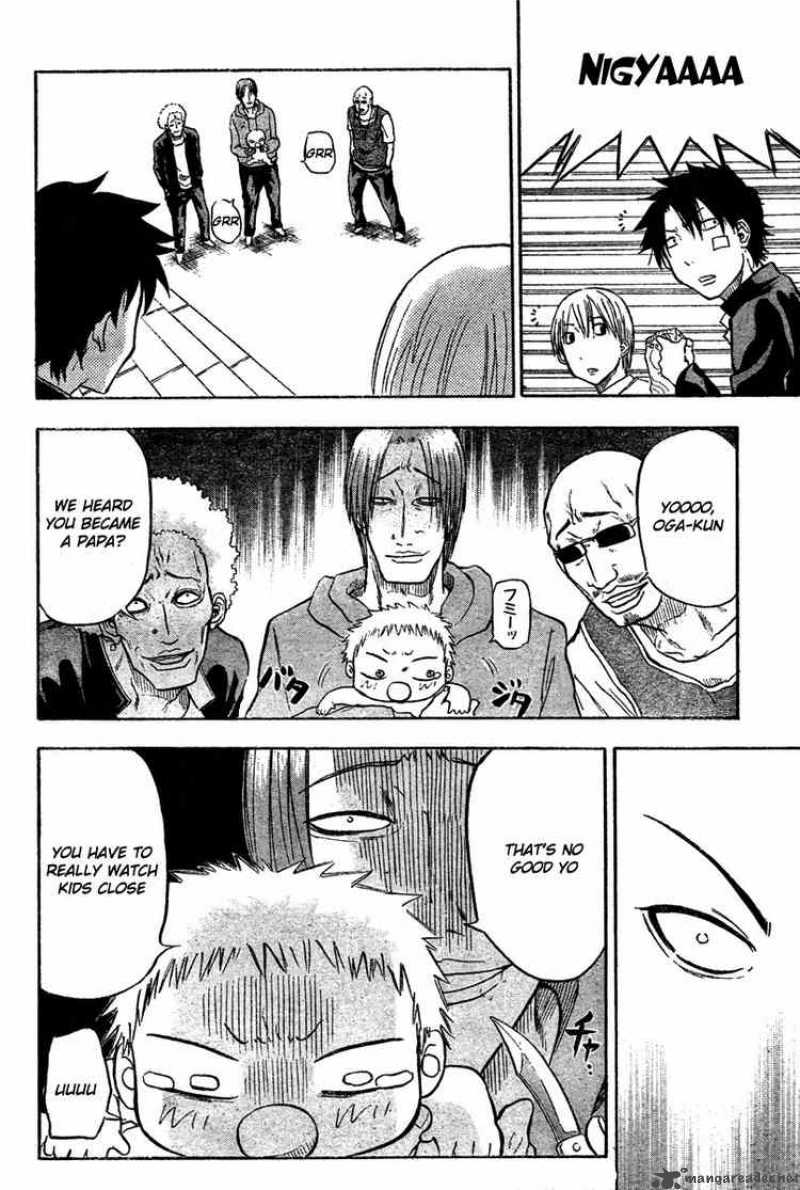 NIGYAAAA
GRR
GRR
YOOOO,
OGA-KUN
WE HEARD
YOU BECAME
A PAPA?
フミーッ
ジタ
バタ
THAT'S NO
GOOD YO
YOU HAVE TO
REALLY WATCH
KIDS CLOSE
チャ..
UUUU
mangareader.net